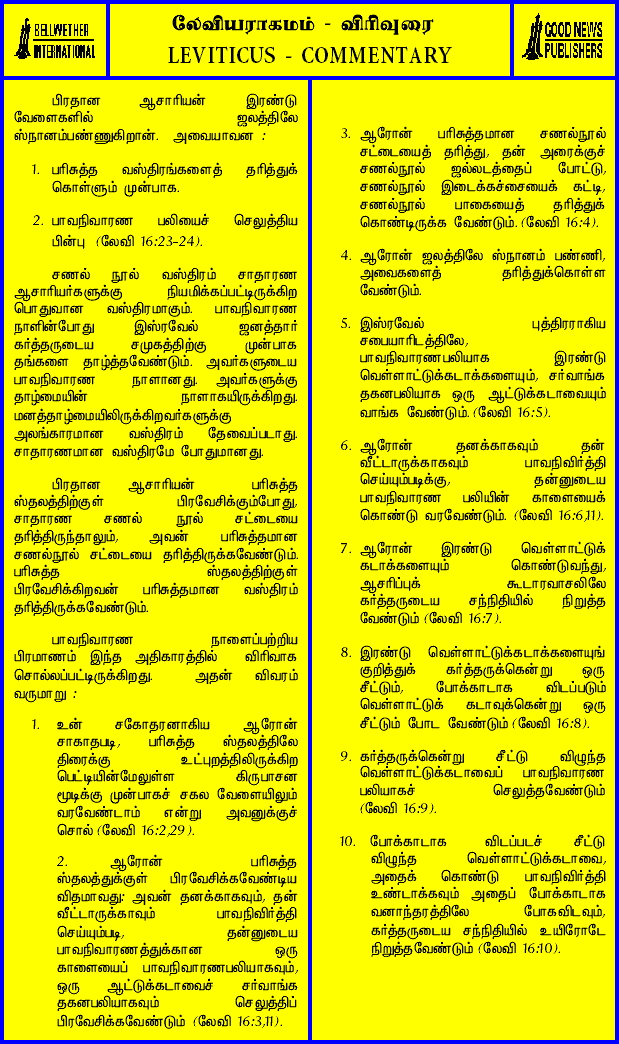 BELLWETHER
INTERNATIONAL
லேவியராகமம் - விரிவுரை
LEVITICUS - COMMENTARY
GOOD NEWS
PUBLISHERS
பிரதான ஆசாரியன் இரண்டு
வேளைகளில் ஜலத்திலே
ஸ்நானம்பண்ணுகிறான். அவையாவன :
1. பரிசுத்த வஸ்திரங்களைத் தரித்துக்
கொள்ளும் முன்பாக.
2. பாவநிவாரண பலியைச் செலுத்திய
பின்பு (லேவி 16:23-24).
சணல் நூல் வஸ்திரம் சாதாரண
ஆசாரியர்களுக்கு நியமிக்கப்பட்டிருக்கிற
பொதுவான வஸ்திரமாகும். பாவநிவாரண
நாளின்போது இஸ்ரவேல் ஜனத்தார்
கர்த்தருடைய சமுகத்திற்கு முன்பாக
தங்களை தாழ்த்தவேண்டும். அவர்களுடைய
பாவநிவாரண நாளானது. அவர்களுக்கு
தாழ்மையின் நாளாகயிருக்கிறது.
மனத்தாழ்மையிலிருக்கிறவர்களுக்கு
அலங்காரமான வஸ்திரம் தேவைப்படாது.
சாதாரணமான வஸ்திரமே போதுமானது.
பிரதான ஆசாரியன் பரிசுத்த
ஸ்தலத்திற்குள் பிரவேசிக்கும்போது,
சாதாரண சணல் நூல் சட்டையை
தரித்திருந்தாலும், அவன் பரிசுத்தமான
சணல்நூல் சட்டையை தரித்திருக்கவேண்டும்.
பரிசுத்த ஸ்தலத்திற்குள்
பிரவேசிக்கிறவன் பரிசுத்தமான வஸ்திரம்
தரித்திருக்கவேண்டும்.
பாவநிவாரண நாளைப்பற்றிய
பிரமாணம் இந்த அதிகாரத்தில் விரிவாக
சொல்லப்பட்டிருக்கிறது. அதன் விவரம்
வருமாறு :
1. உன் சகோதரனாகிய ஆரோன்
சாகாதபடி, பரிசுத்த ஸ்தலத்திலே
திரைக்கு உட்புறத்திலிருக்கிற
பெட்டியின்மேலுள்ள கிருபாசன
மூடிக்கு முன்பாகச் சகல வேளையிலும்
வரவேண்டாம் என்று அவனுக்குச்
சொல் (லேவி 16:2,29).
2. ஆரோன் பரிசுத்த
ஸ்தலத்துக்குள் பிரவேசிக்கவேண்டிய
விதமாவது: அவன் தனக்காகவும், தன்
வீட்டாருக்காவும் பாவநிவிர்த்தி
செய்யும்படி, தன்னுடைய
பாவநிவாரணத்துக்கான ஒரு
காளையைப் பாவநிவாரணபலியாகவும்,
ஒரு ஆட்டுக்கடாவைச் சர்வாங்க
தகனபலியாகவும் செலுத்திப்
பிரவேசிக்கவேண்டும் (லேவி 16:3,11).
3. ஆரோன் பரிசுத்தமான சணல்நூல்
சட்டையைத் தரித்து, தன் அரைக்குச்
சணல்நூல் ஜல்லடத்தைப் போட்டு,
சணல்நூல் இடைக்கச்சையைக் கட்டி,
சணல்நூல் பாகையைத் தரித்துக்
கொண்டிருக்க வேண்டும். (லேவி 16:4).
4. ஆரோன் ஜலத்திலே ஸ்நானம் பண்ணி,
அவைகளைத் தரித்துக்கொள்ள
வேண்டும்.
5. இஸ்ரவேல் புத்திரராகிய
சபையாரிடத்திலே,
பாவநிவாரணபலியாக இரண்டு
வெள்ளாட்டுக்கடாக்களையும், சர்வாங்க
தகனபலியாக ஒரு ஆட்டுக்கடாவையும்
வாங்க வேண்டும். (லேவி 16:5).
6. ஆரோன் தனக்காகவும் தன்
வீட்டாருக்காகவும் பாவநிவிர்த்தி
செய்யும்படிக்கு, தன்னுடைய
பாவநிவாரண பலியின் காளையைக்
கொண்டு வரவேண்டும். (லேவி 16:6,11).
7. ஆரோன் இரண்டு வெள்ளாட்டுக்
கடாக்களையும் கொண்டுவந்து,
ஆசரிப்புக் கூடாரவாசலிலே
கர்த்தருடைய சந்நிதியில் நிறுத்த
வேண்டும் (லேவி 16:7).
8. இரண்டு வெள்ளாட்டுக்கடாக்களையுங்
குறித்துக் கர்த்தருக்கென்று ஒரு
சீட்டும், போக்காடாக விடப்படும்
வெள்ளாட்டுக் கடாவுக்கென்று ஒரு
சீட்டும் போட வேண்டும் (லேவி 16:8).
9. கர்த்தருக்கென்று சீட்டு விழுந்த
வெள்ளாட்டுக்கடாவைப் பாவநிவாரண
பலியாகச் செலுத்தவேண்டும்
(லேவி 16:9).
10. போக்காடாக விடப்படச் சீட்டு
விழுந்த வெள்ளாட்டுக்கடாவை,
அதைக் கொண்டு பாவநிவிர்த்தி
உண்டாக்கவும் அதைப் போக்காடாக
வனாந்தரத்திலே போகவிடவும்,
கர்த்தருடைய சந்நிதியில் உயிரோடே
நிறுத்தவேண்டும் (லேவி 16:10).